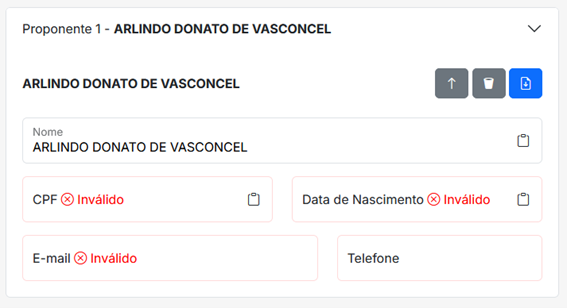 Proponente 1 - ARLINDO DONATO DE VASCONCEL
ARLINDO DONATO DE VASCONCEL
Nome
ARLINDO DONATO DE VASCONCEL
CPF Inválido
Data de Nascimento Inválido
E-mail Inválido
Telefone